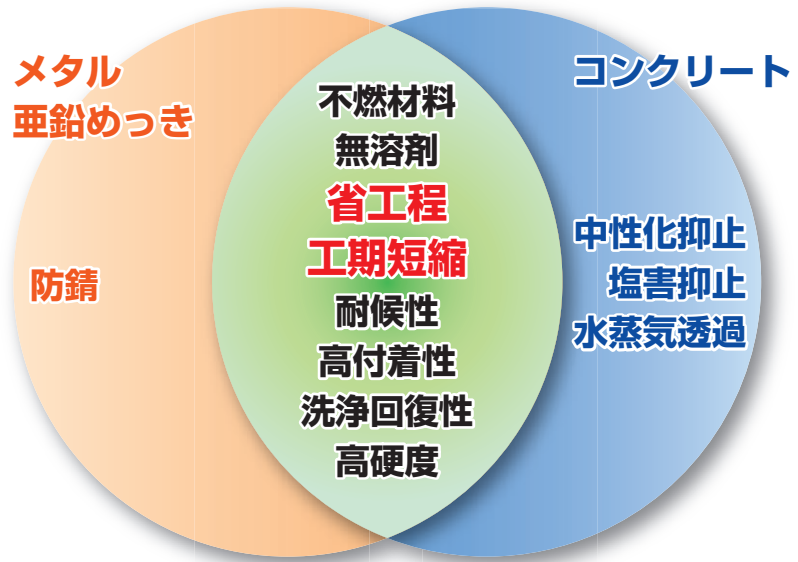 メタル
亜鉛めっき
防錆
不燃材料
無溶剤
省工程
工期短縮
耐候性
高付着性
洗浄回復性
高硬度
コンクリート
中性化抑止
塩害抑止
水蒸気透過